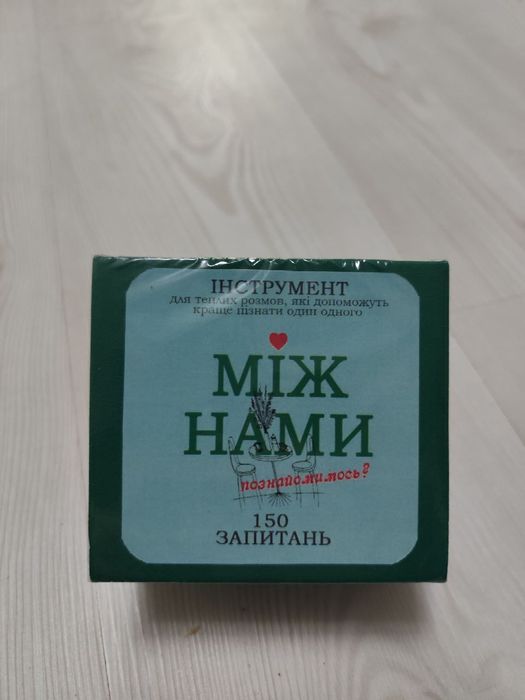 ІНСТРУМЕНТ
для теплих розмов, які допоможуть
краще пізнати один одного
МІЖ
НАМИ
познайомимось?
150
ЗАПИТАНЬ